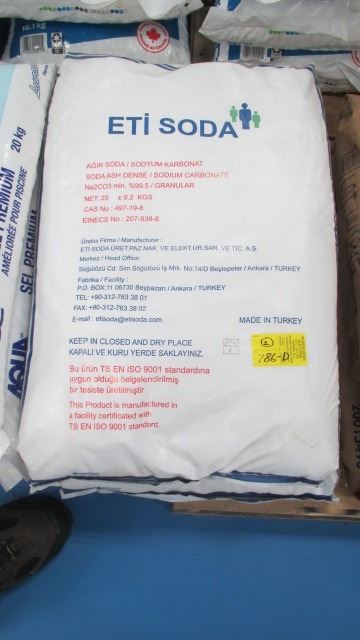 18.1 kg
ETİ SODA
AĞIR SODA / SODYUM KARBONAT
SODA ASH DENSE / SODIUM CARBONATE
Na2CO3 min. %99.5 / GRANULAR
NET: 25 ± 0.2 KGS
CAS No : 497-19-8
EINECS No : 207-838-8
Üretici Firma / Manufacturer :
ETİ SODA ÜRET.PAZ.NAK. VE ELEKT.ÜR.SAN. VE TİC. A.Ş.
Merkez / Head Office:
Söğütözü Cd. Sim Söğütözü İş Mrk. No:14/D Beştepeler / Ankara / TURKEY
Fabrika / Facility :
P.O. BOX:11 06730 Beypazarı / Ankara / TURKEY
TEL: +90-312-763 38 01
FAX: +90-312-763 38 02
E-mail : etisoda@etisoda.com
MADE IN TURKEY
KEEP IN CLOSED AND DRY PLACE
KAPALI VE KURU YERDE SAKLAYINIZ.
186-D
Bu ürün TS EN ISO 9001 standardına
uygun olduğu belgelendirilmiş
bir tesiste üretilmiştir
This Product is manufactured in
a facility certificated with
TS EN ISO 9001 standard.
20 kg
AMÉLIORÉE POUR PISCINE
SEL PREMIUM
AQUA